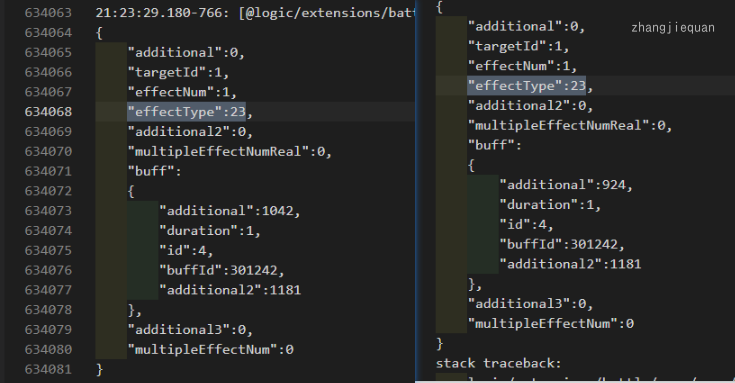 634063 21:23:29.180-766: [@logic/extensions/bat
634064 {
634065 "additional":0,
634066 "targetId":1,
634067 "effectNum":1,
634068 "effectType":23,
634069 "additional2":0,
634070 "multipleEffectNumReal":0,
634071 "buff":
634072 {
634073 "additional":1042,
634074 "duration":1,
634075 "id":4,
634076 "buffId":301242,
634077 "additional2":1181
634078 },
634079 "additional3":0,
634080 "multipleEffectNum":0
634081 }
{
"additional":0,
zhangjiequan
"targetId":1,
"effectNum":1,
"effectType":23,
"additional2":0,
"multipleEffectNumReal":0,
"buff":
{
"additional":924,
"duration":1,
"id":4,
"buffId":301242,
"additional2":1181
},
"additional3":0,
"multipleEffectNum":0
}
stack traceback: